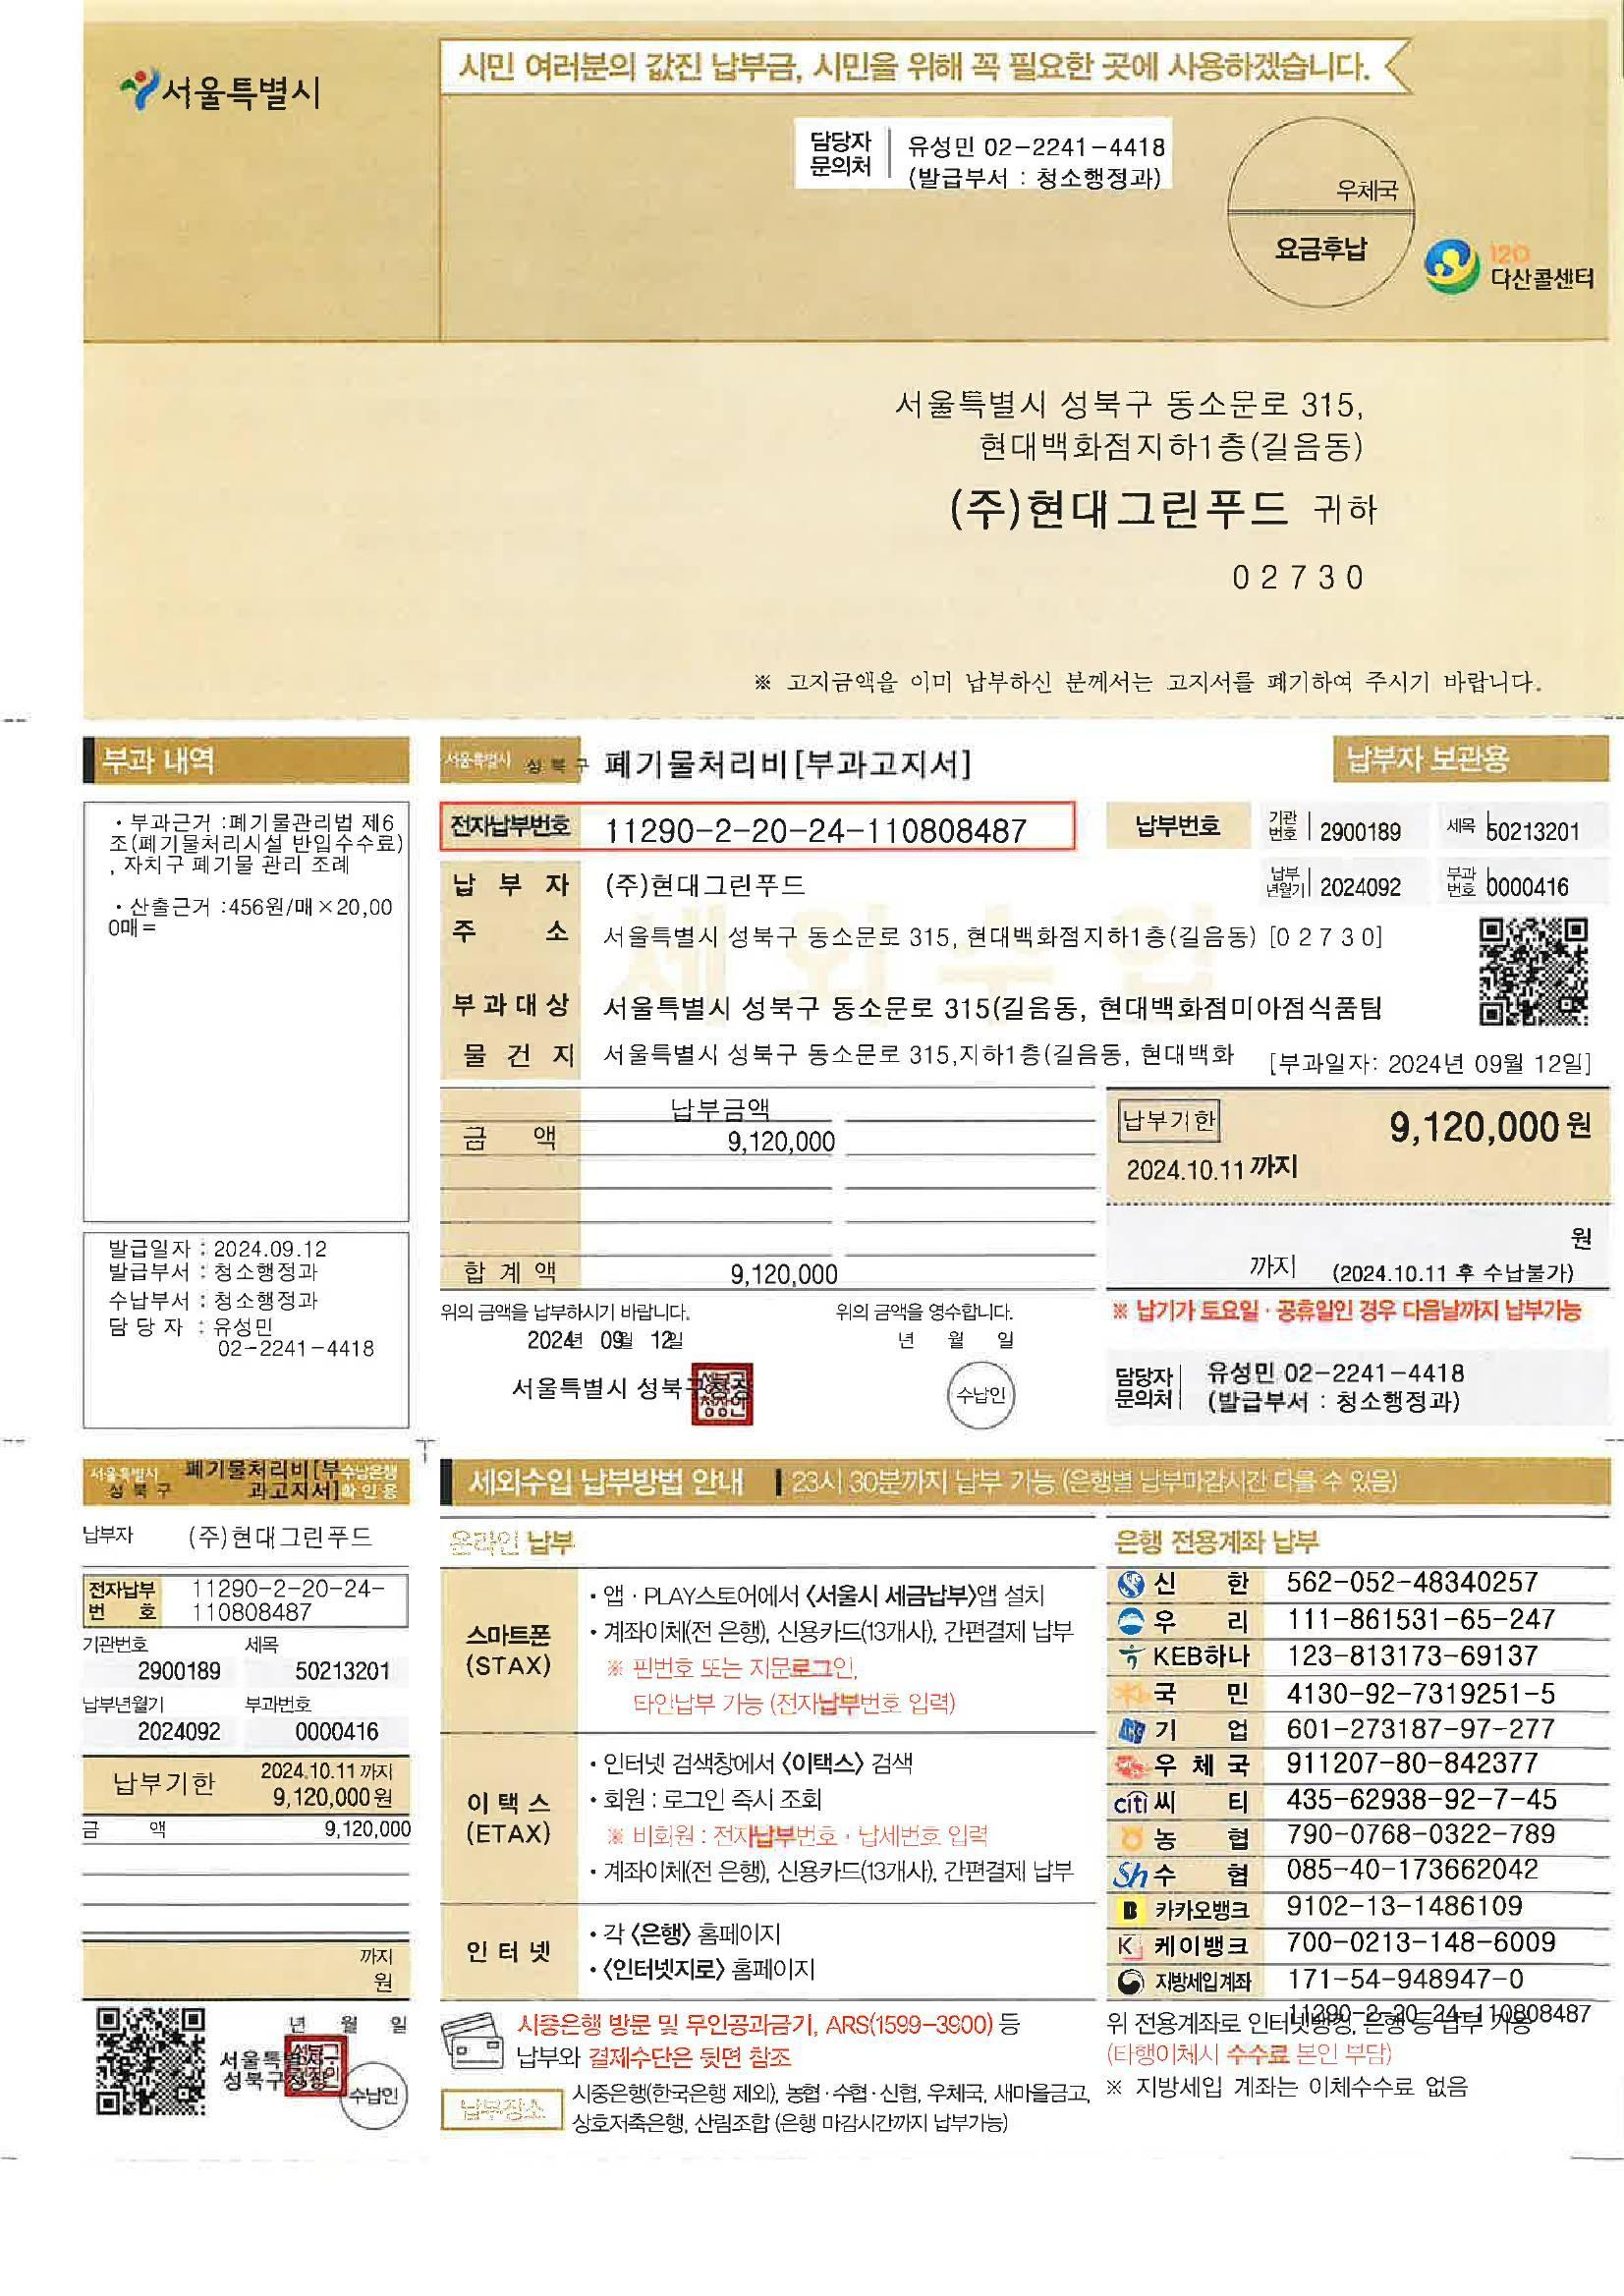 서울특별시
시민 여러분의 값진 납부금, 시민을 위해 꼭 필요한 곳에 사용하겠습니다.
담당자 문의처
유성민 02-2241-4418
(발급부서 : 청소행정과)
우체국
요금후납
120
다산콜센터
서울특별시 성북구 동소문로 315,
현대백화점지하1층(길음동)
(주)현대그린푸드 귀하
02730
※ 고지금액을 이미 납부하신 분께서는 고지서를 폐기하여 주시기 바랍니다.
부과 내역
· 부과근거 :폐기물관리법 제6
조(폐기물처리시설 반입수수료)
, 자치구 폐기물 관리 조례
· 산출근거 :456원/매×20,00
0매=
발급일자 : 2024.09.12
발급부서 : 청소행정과
수납부서 : 청소행정과
담 당 자 : 유성민
02-2241-4418
서울특별시 성북구 폐기물처리비[부과고지서]
납부자 보관용
전자납부번호 11290-2-20-24-110808487
납부번호 기관번호 2900189 세목 50213201
납부년월기 2024092 부과번호 0000416
납 부 자 (주)현대그린푸드
주 소 서울특별시 성북구 동소문로 315, 현대백화점지하1층(길음동) [0 2 7 3 0]
세외수입
부과대상 서울특별시 성북구 동소문로 315(길음동, 현대백화점미아점식품팀
물 건 지 서울특별시 성북구 동소문로 315,지하1층(길음동, 현대백화
[부과일자: 2024년 09월 12일]
납부금액
금 액 9,120,000
합 계 액 9,120,000
납부기한 9,120,000원
2024.10.11까지
원
까지 (2024.10.11 후 수납불가)
위의 금액을 납부하시기 바랍니다.
2024년 09월 12일
서울특별시 성북구청장
위의 금액을 영수합니다.
년 월 일
수납인
※ 납기가 토요일 · 공휴일인 경우 다음날까지 납부가능
담당자 문의처
유성민 02-2241-4418
(발급부서 : 청소행정과)
서울특별시 성북구 폐기물처리비[부과고지서] 수납은행 확인용
납부자 (주)현대그린푸드
전자납부번호 11290-2-20-24-
110808487
기관번호 세목
2900189 50213201
납부년월기 부과번호
2024092 0000416
납부기한 2024.10.11까지
9,120,000원
금 액 9,120,000
까지
원
년 월 일
서울특별시
성북구청장
수납인
세외수입 납부방법 안내 23시 30분까지 납부 가능 (은행별 납부마감시간 다를 수 있음)
온라인 납부
스마트폰
(STAX)
· 앱 · PLAY스토어에서 〈서울시 세금납부〉앱 설치
· 계좌이체(전 은행), 신용카드(13개사), 간편결제 납부
※ 핀번호 또는 지문로그인,
타인납부 가능 (전자납부번호 입력)
이 택 스
(ETAX)
· 인터넷 검색창에서 〈이택스〉 검색
· 회원 : 로그인 즉시 조회
※ 비회원 : 전자납부번호 · 납세번호 입력
· 계좌이체(전 은행), 신용카드(13개사), 간편결제 납부
인 터 넷
· 각 〈은행〉 홈페이지
· 〈인터넷지로〉 홈페이지
시중은행 방문 및 무인공과금기, ARS(1599-3900) 등
납부와 결제수단은 뒷면 참조
납부장소
시중은행(한국은행 제외), 농협·수협·신협, 우체국, 새마을금고,
상호저축은행, 산림조합 (은행 마감시간까지 납부가능)
은행 전용계좌 납부
신 한 562-052-48340257
우 리 111-861531-65-247
KEB하나 123-813173-69137
국 민 4130-92-7319251-5
기 업 601-273187-97-277
우 체 국 911207-80-842377
citi 씨 티 435-62938-92-7-45
농 협 790-0768-0322-789
Sh 수 협 085-40-173662042
B 카카오뱅크 9102-13-1486109
K 케이뱅크 700-0213-148-6009
지방세입계좌 171-54-948947-0
11290-2-20-24-110808487
위 전용계좌로 인터넷뱅킹, 은행 등 납부 가능
(타행이체시 수수료 본인 부담)
※ 지방세입 계좌는 이체수수료 없음